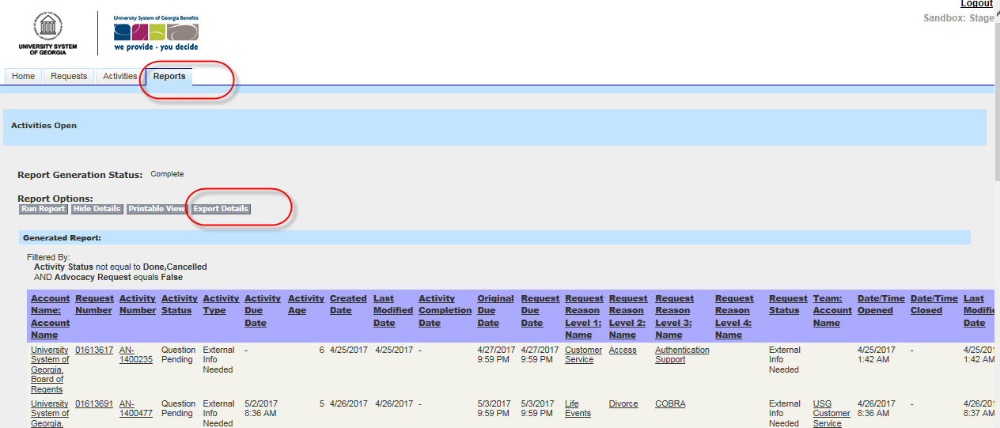 Logout
Sandbox: Stage
UNIVERSITY SYSTEM
OF GEORGIA
University System of Georgia Benefits
we provide - you decide
Home Requests Activities Reports
Activities Open
Report Generation Status: Complete
Report Options:
Run Report Hide Details Printable View Export Details
Generated Report:
Filtered By:
Activity Status not equal to Done,Cancelled
AND Advocacy Request equals False
Account Request Activity Activity Activity Activity Activity Created Last Activity Original Request Request Request Request Request Request Team: Date/Time Date/Time Last
Name: Number Number Status Type Due Age Date Modified Completion Due Due Reason Reason Reason Reason Status Account Opened Closed Modifie
Account Date Date Date Date Date Level 1: Level 2: Level 3: Level 4: Name Date
Name Name Name Name Name
University 01613617 AN- Question External - 6 4/25/2017 4/25/2017 - 4/27/2017 4/27/2017 Customer Access Authentication External 4/25/2017 - 4/25/201
System of 1400235 Pending Info 9:59 PM 9:59 PM Service Support Info 1:42 AM 1:42 AM
Georgia, Needed Needed
Board of
Regents
University 01613691 AN- Question External 5/2/2017 5 4/26/2017 4/26/2017 - 5/3/2017 5/3/2017 Life Divorce COBRA External USG 4/26/2017 - 4/26/201
System of 1400477 Pending Info 8:36 AM 9:59 PM 9:59 PM Events Info Customer 8:36 AM 8:37 AM
Georgia, Needed Needed Service